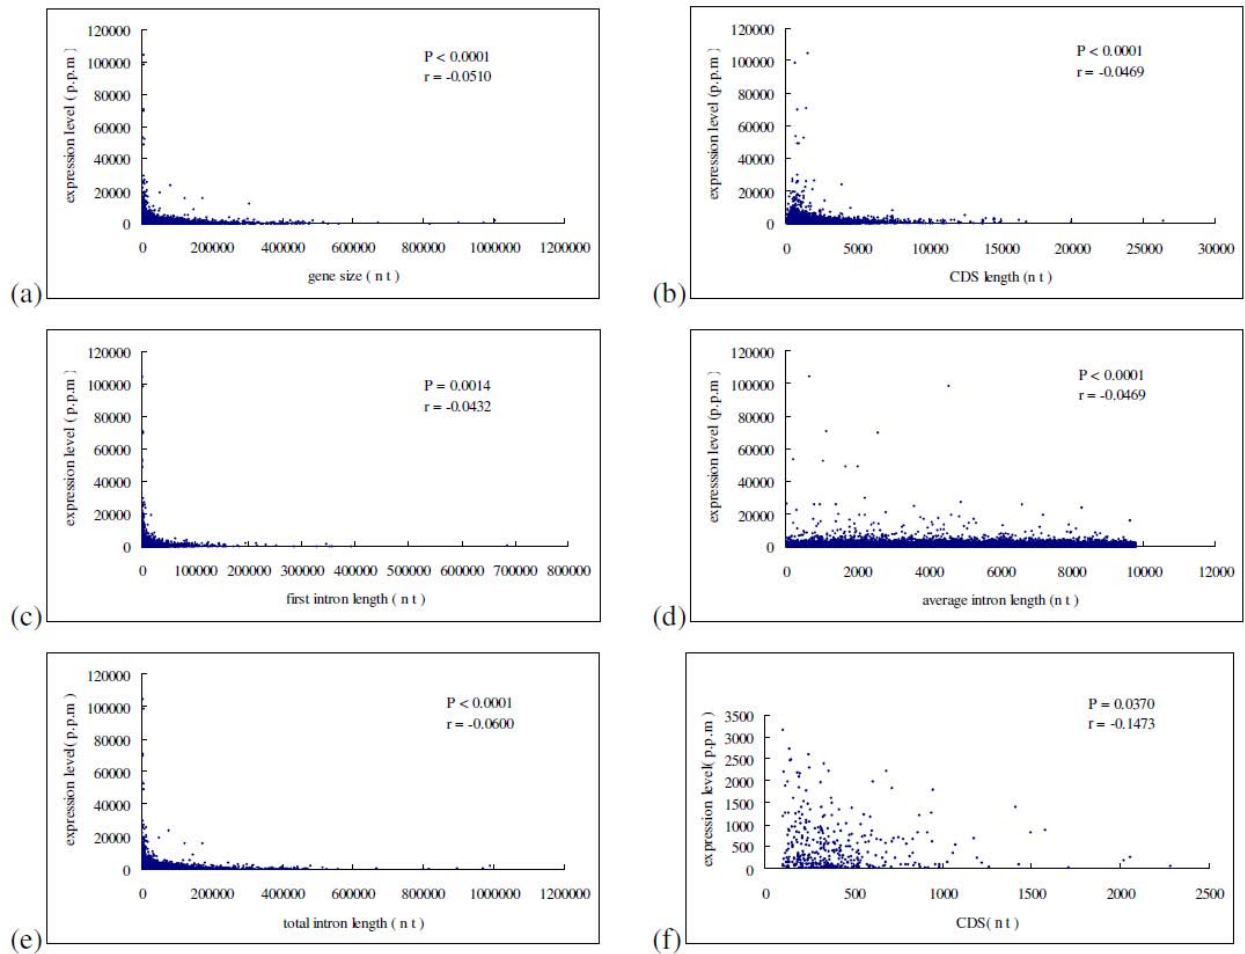 120000
100000
80000
60000
40000
20000
0
expression level ( p.p.m )
P < 0.0001
r = -0.0510
0 200000 400000 600000 800000 1000000 1200000
gene size ( n t )
(a)
120000
100000
80000
60000
40000
20000
0
expression level (p.p.m )
P < 0.0001
r = -0.0469
0 5000 10000 15000 20000 25000 30000
CDS length (n t )
(b)
120000
100000
80000
60000
40000
20000
0
expression level ( p.p.m )
P = 0.0014
r = -0.0432
0 100000 200000 300000 400000 500000 600000 700000 800000
first intron length ( n t )
(c)
120000
100000
80000
60000
40000
20000
0
expression level (p.p.m )
P < 0.0001
r = -0.0469
0 2000 4000 6000 8000 10000 12000
average intron length (n t )
(d)
120000
100000
80000
60000
40000
20000
0
expression level( p.p.m )
P < 0.0001
r = -0.0600
0 200000 400000 600000 800000 1000000 1200000
total intron length ( n t )
(e)
3500
3000
2500
2000
1500
1000
500
0
expression level( p.p.m )
P = 0.0370
r = -0.1473
0 500 1000 1500 2000 2500
CDS( n t )
(f)